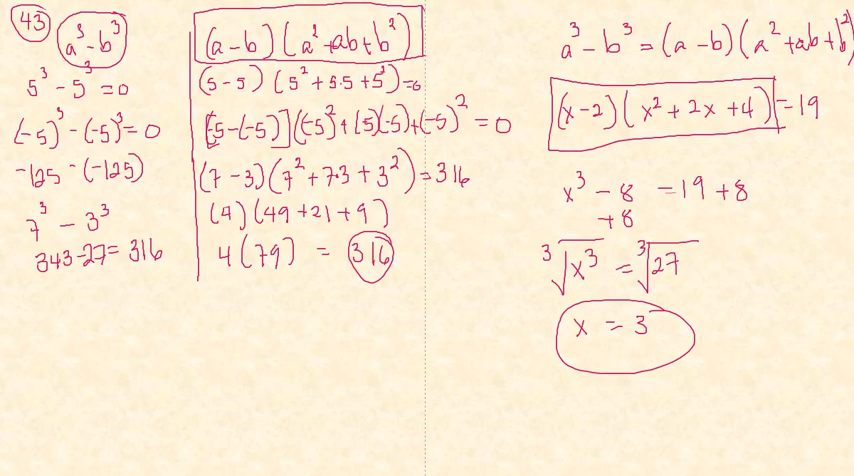 43
a³ - b³
5³ - 5³ = 0
(-5)³ - (-5)³ = 0
-125 - (-125)
7³ - 3³
343 - 27 = 316
(a - b) (a² + ab + b²)
(5 - 5) (5² + 5·5 + 5²) = 0
[-5 - (-5)] ((-5)² + (5)(-5) + (-5)² = 0
(7 - 3) (7² + 7·3 + 3²) = 316
(4) (49 + 21 + 9)
4 (79) = 316
a³ - b³ = (a - b) (a² + ab + b²)
(x - 2) (x² + 2x + 4) = 19
x³ - 8 = 19 + 8
+8
∛x³ = ∛27
x = 3